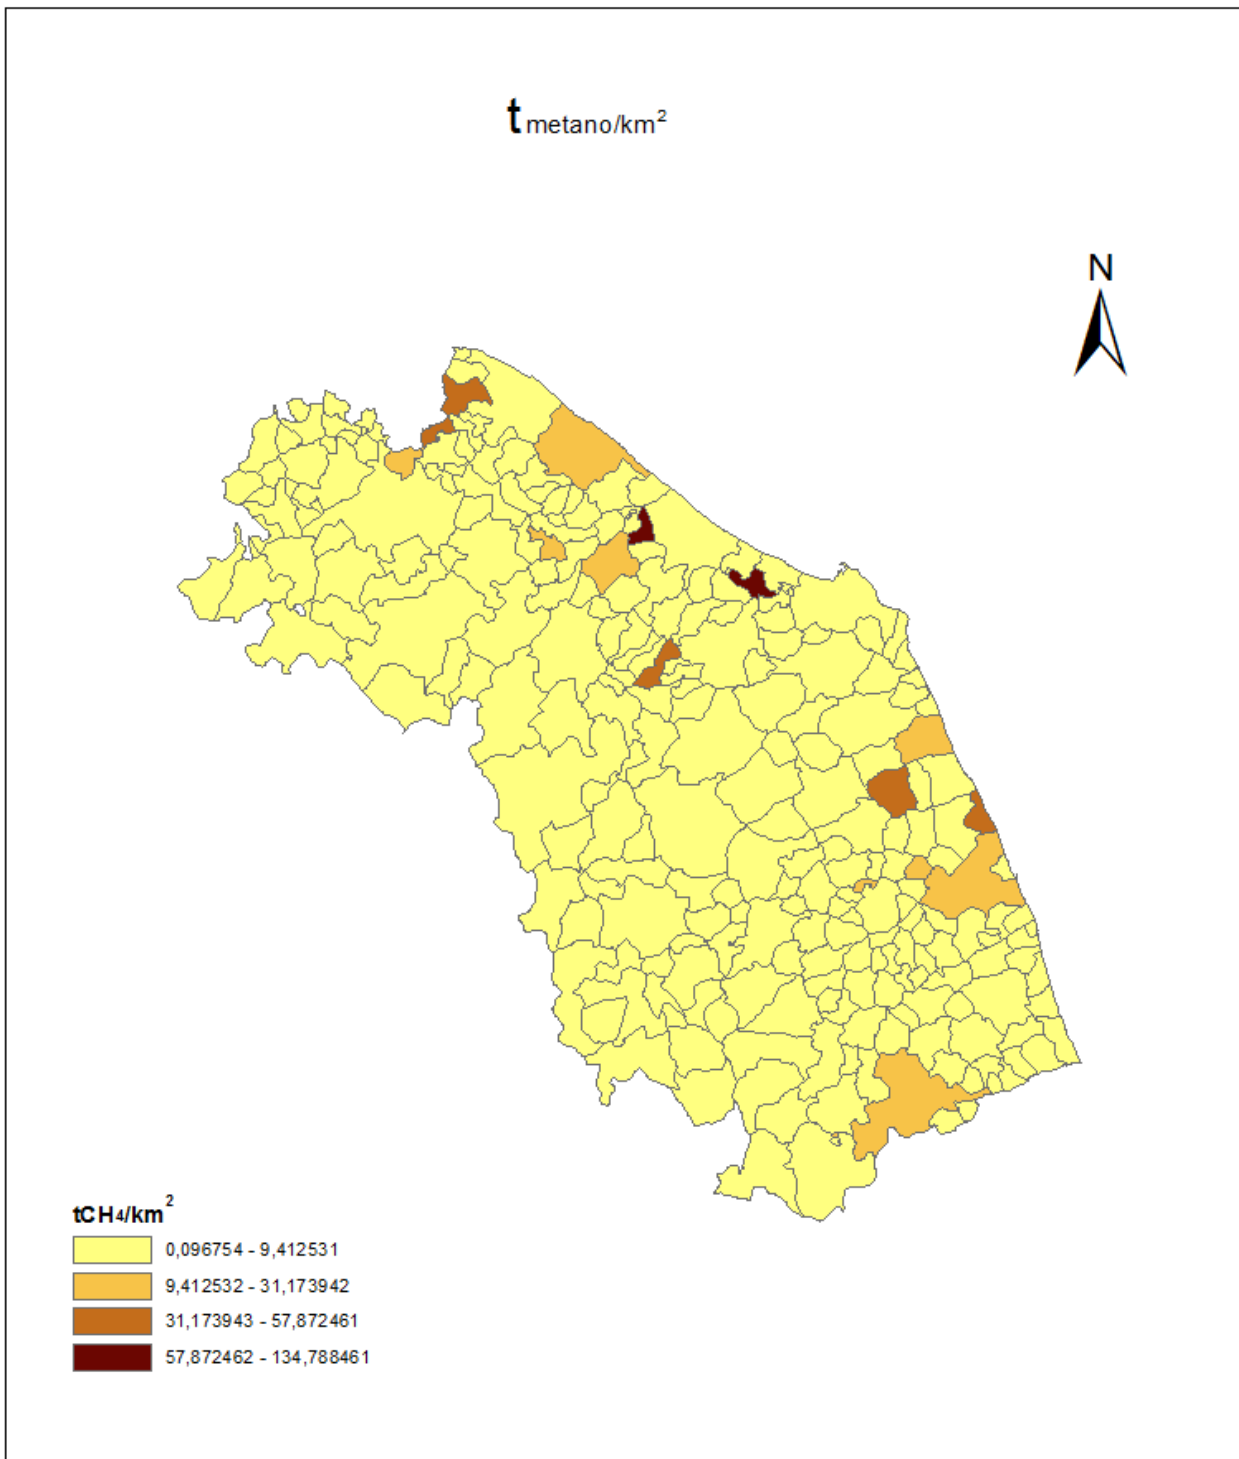 t metano/km²
N
tCH4/km²
0,096754 - 9,412531
9,412532 - 31,173942
31,173943 - 57,872461
57,872462 - 134,788461